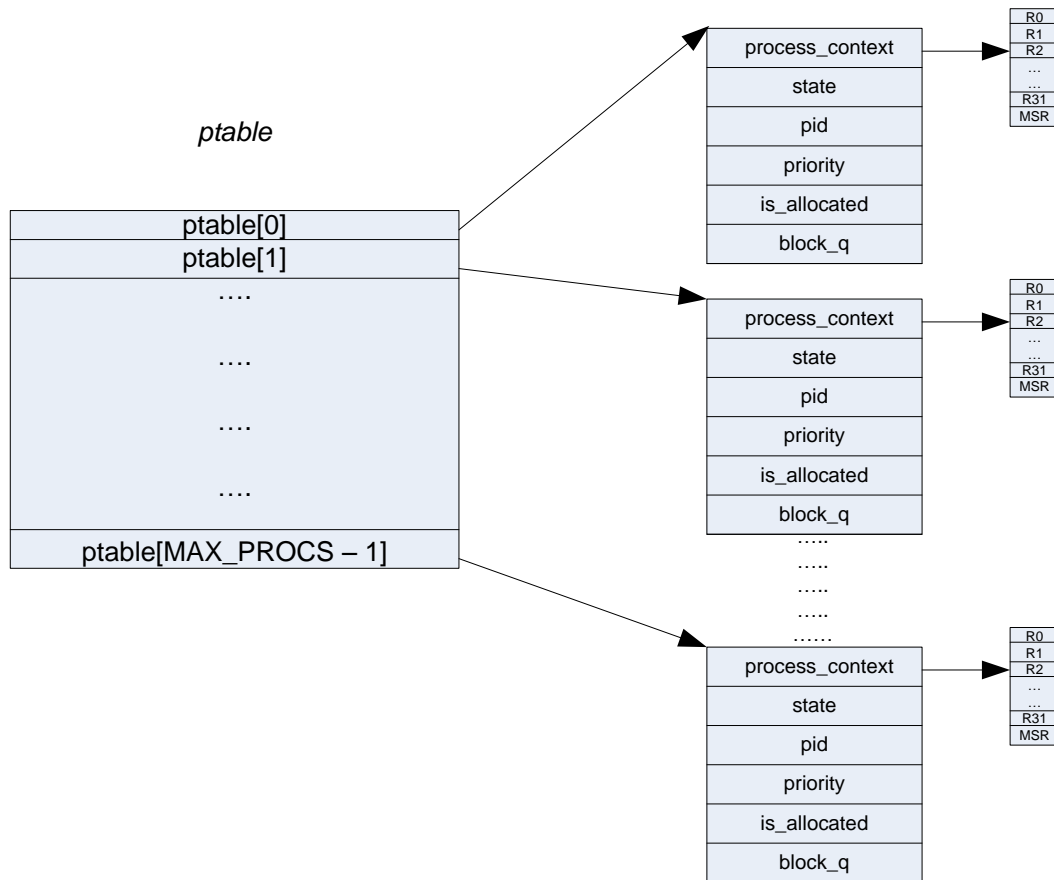 ptable
ptable[0]
ptable[1]
....
....
....
....
ptable[MAX_PROCS – 1]
process_context
state
pid
priority
is_allocated
block_q
R0
R1
R2
...
...
R31
MSR
process_context
state
pid
priority
is_allocated
block_q
R0
R1
R2
...
...
R31
MSR
.....
.....
.....
.....
......
process_context
state
pid
priority
is_allocated
block_q
R0
R1
R2
...
...
R31
MSR